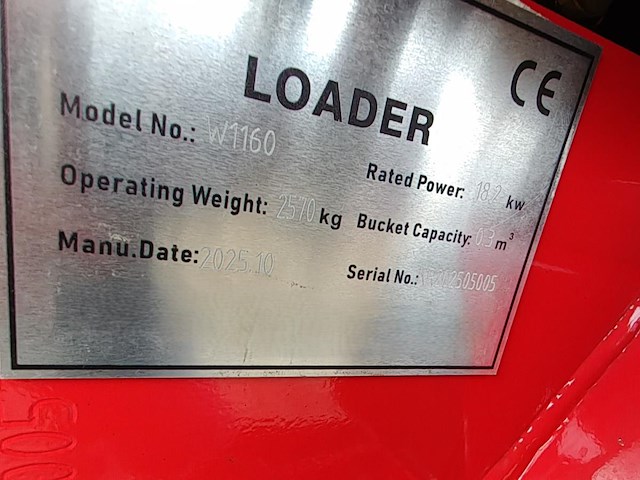 LOADER CE
Model No.: W1160
Rated Power: 18.2 kw
Operating Weight: 2570 kg
Bucket Capacity: 0.3 m³
Manu.Date: 2025.10
Serial No.: